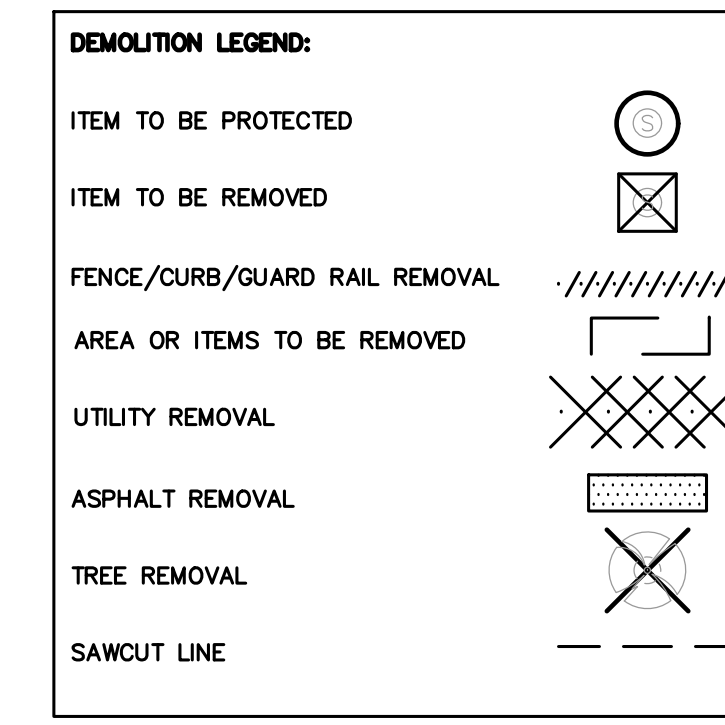 DEMOLITION LEGEND:
ITEM TO BE PROTECTED S
ITEM TO BE REMOVED S
FENCE/CURB/GUARD RAIL REMOVAL
AREA OR ITEMS TO BE REMOVED
UTILITY REMOVAL
ASPHALT REMOVAL
TREE REMOVAL
SAWCUT LINE